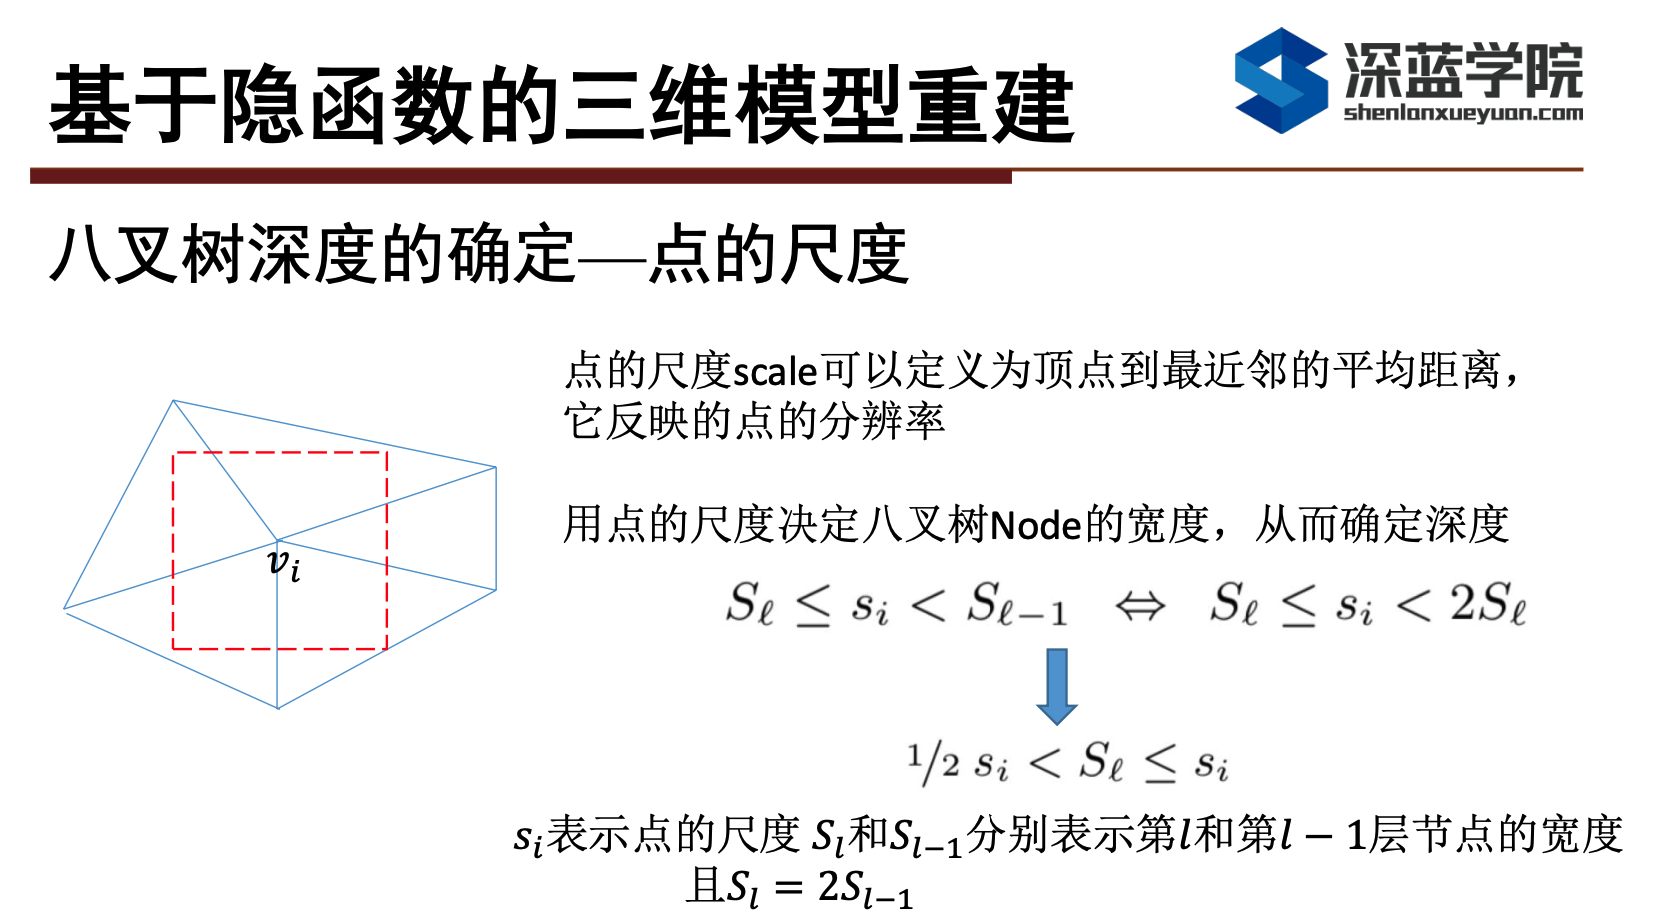 基于隐函数的三维模型重建
深蓝学院
shenlanxueyuan.com
八叉树深度的确定—点的尺度
点的尺度scale可以定义为顶点到最近邻的平均距离，
它反映的点的分辨率
用点的尺度决定八叉树Node的宽度，从而确定深度
$S_\ell \leq s_i < S_{\ell-1} \Leftrightarrow S_\ell \leq s_i < 2S_\ell$
$v_i$
$1/2\ s_i < S_\ell \leq s_i$
$s_i$表示点的尺度 $S_l$和$S_{l-1}$分别表示第$l$和第$l-1$层节点的宽度
且$S_l = 2S_{l-1}$